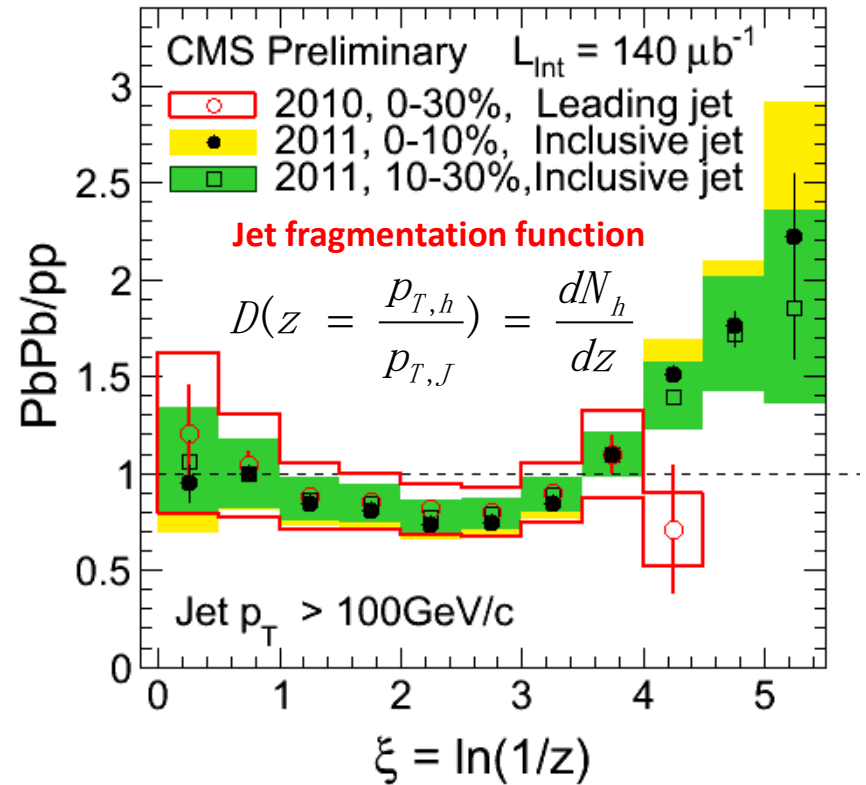 CMS Preliminary L_Int = 140 μb⁻¹
2010, 0-30%, Leading jet
2011, 0-10%, Inclusive jet
2011, 10-30%,Inclusive jet
Jet fragmentation function
D(z = p_{T,h} / p_{T,J}) = dN_h / dz
PbPb/pp
3
2.5
2
1.5
1
0.5
0
Jet p_T > 100GeV/c
0 1 2 3 4 5
ξ = ln(1/z)